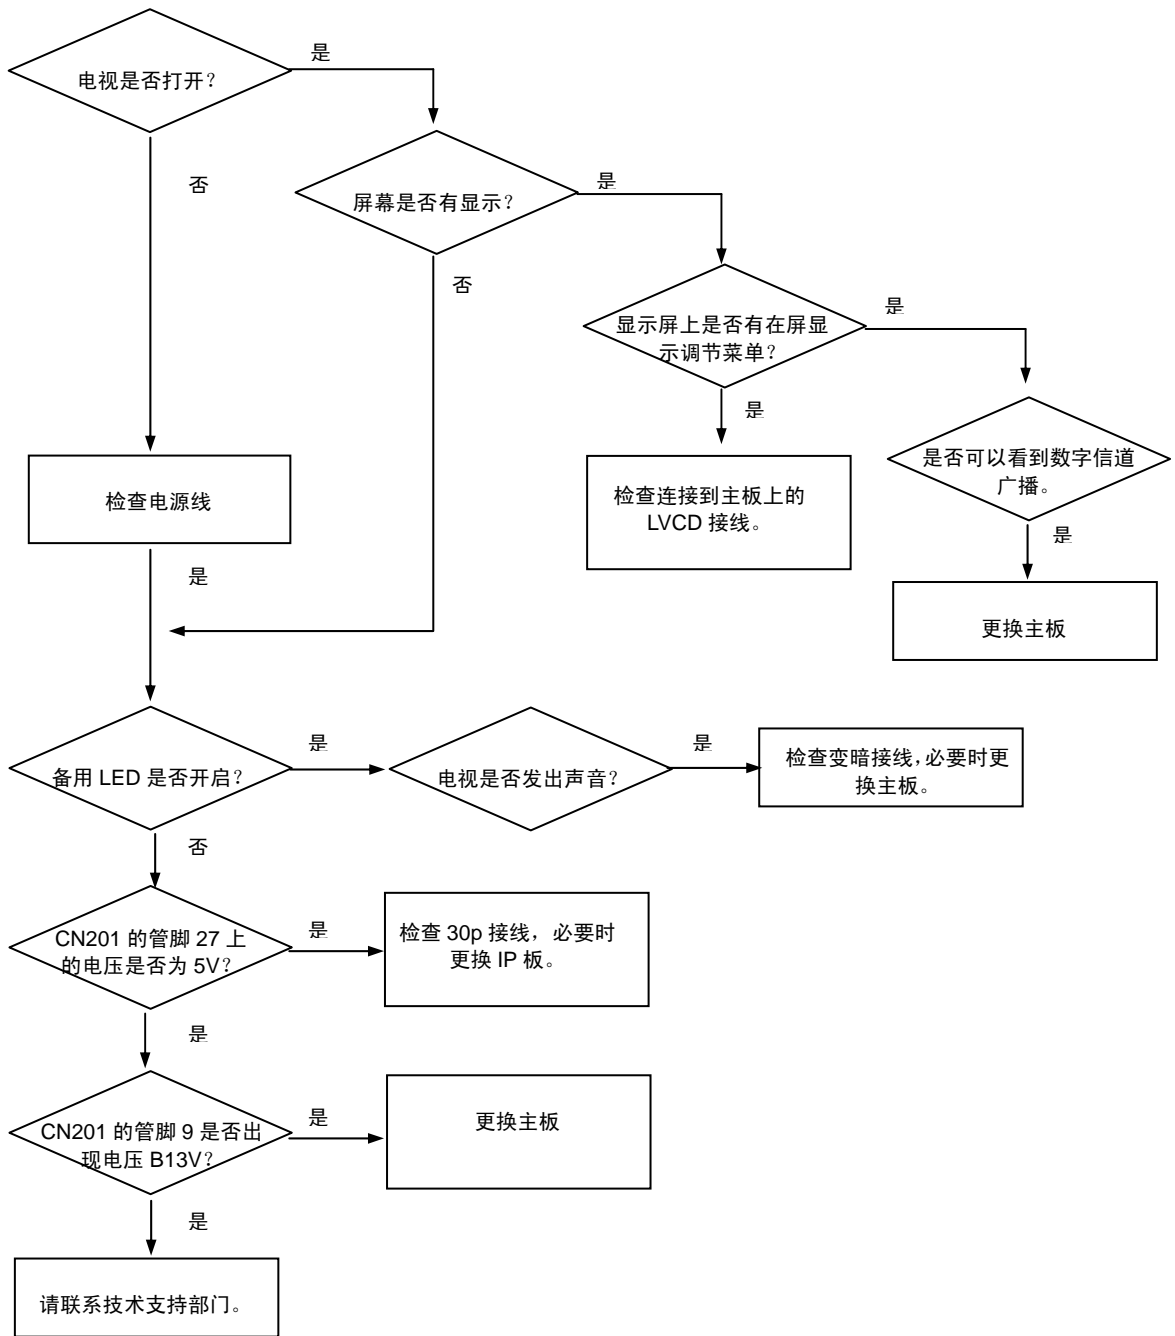 是
电视是否打开？
否
是
屏幕是否有显示？
否
是
显示屏上是否有在屏显
示调节菜单？
是
是否可以看到数字信道
广播。
是
检查电源线
检查连接到主板上的
LVCD 接线。
是
是
更换主板
是
备用 LED 是否开启？
是
电视是否发出声音？
检查变暗接线，必要时更
换主板。
否
CN201 的管脚 27 上
的电压是否为 5V？
是
检查 30p 接线，必要时
更换 IP 板。
是
CN201 的管脚 9 是否出
现电压 B13V？
是
更换主板
是
请联系技术支持部门。